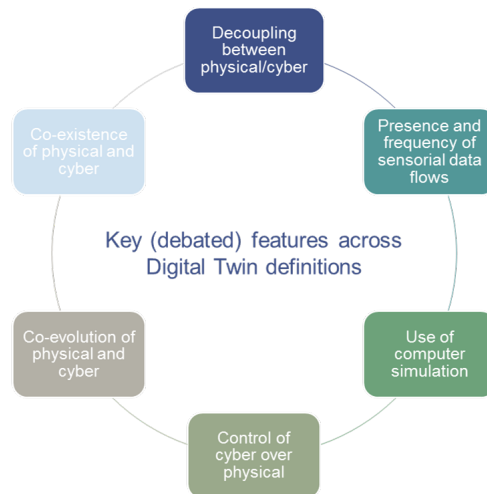 Decoupling
between
physical/cyber
Presence and
frequency of
sensorial data
flows
Use of
computer
simulation
Control of
cyber over
physical
Co-evolution of
physical and
cyber
Co-existence
of physical and
cyber
Key (debated) features across
Digital Twin definitions